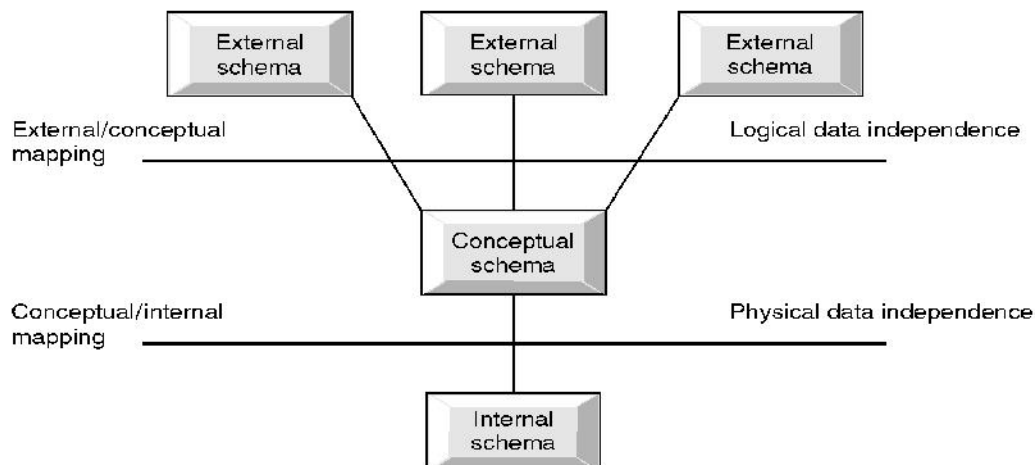 External
schema
External
schema
External
schema
External/conceptual
mapping
Logical data independence
Conceptual
schema
Conceptual/internal
mapping
Physical data independence
Internal
schema